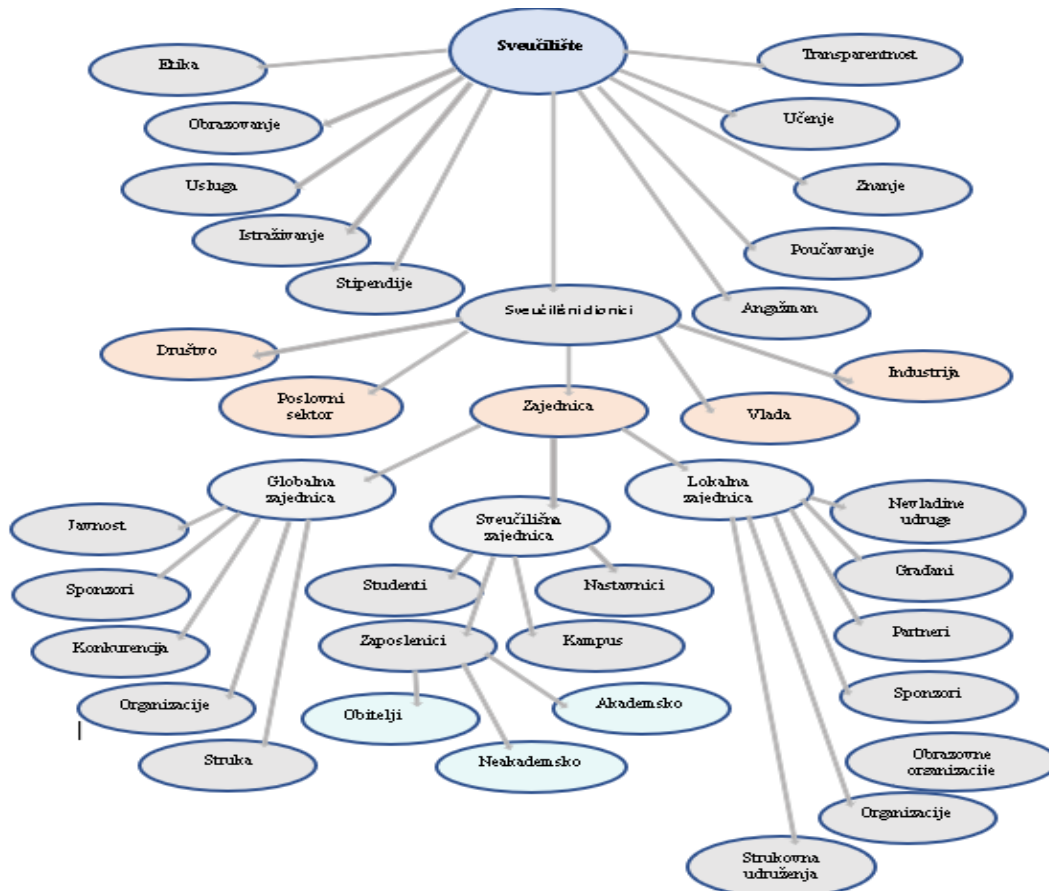 Sveučilište
Etika
Transparentnost
Obrazovanje
Učenje
Usluga
Znanje
Istraživanje
Poučavanje
Stipendije
Angažman
Sveučilišni dionici
Društvo
Industrija
Poslovni
sektor
Zajednica
Vlada
Globalna
zajednica
Lokalna
zajednica
Sveučilišna
zajednica
Javnost
Nevladine
udruge
Sponzori
Studenti
Nastavnici
Građani
Konkurencija
Zaposlenici
Kampus
Partneri
Organizacije
Obitelji
Akademsko
Sponzori
Struka
Neakademsko
Obrazovne
organizacije
Organizacije
Strukovna
udruženja